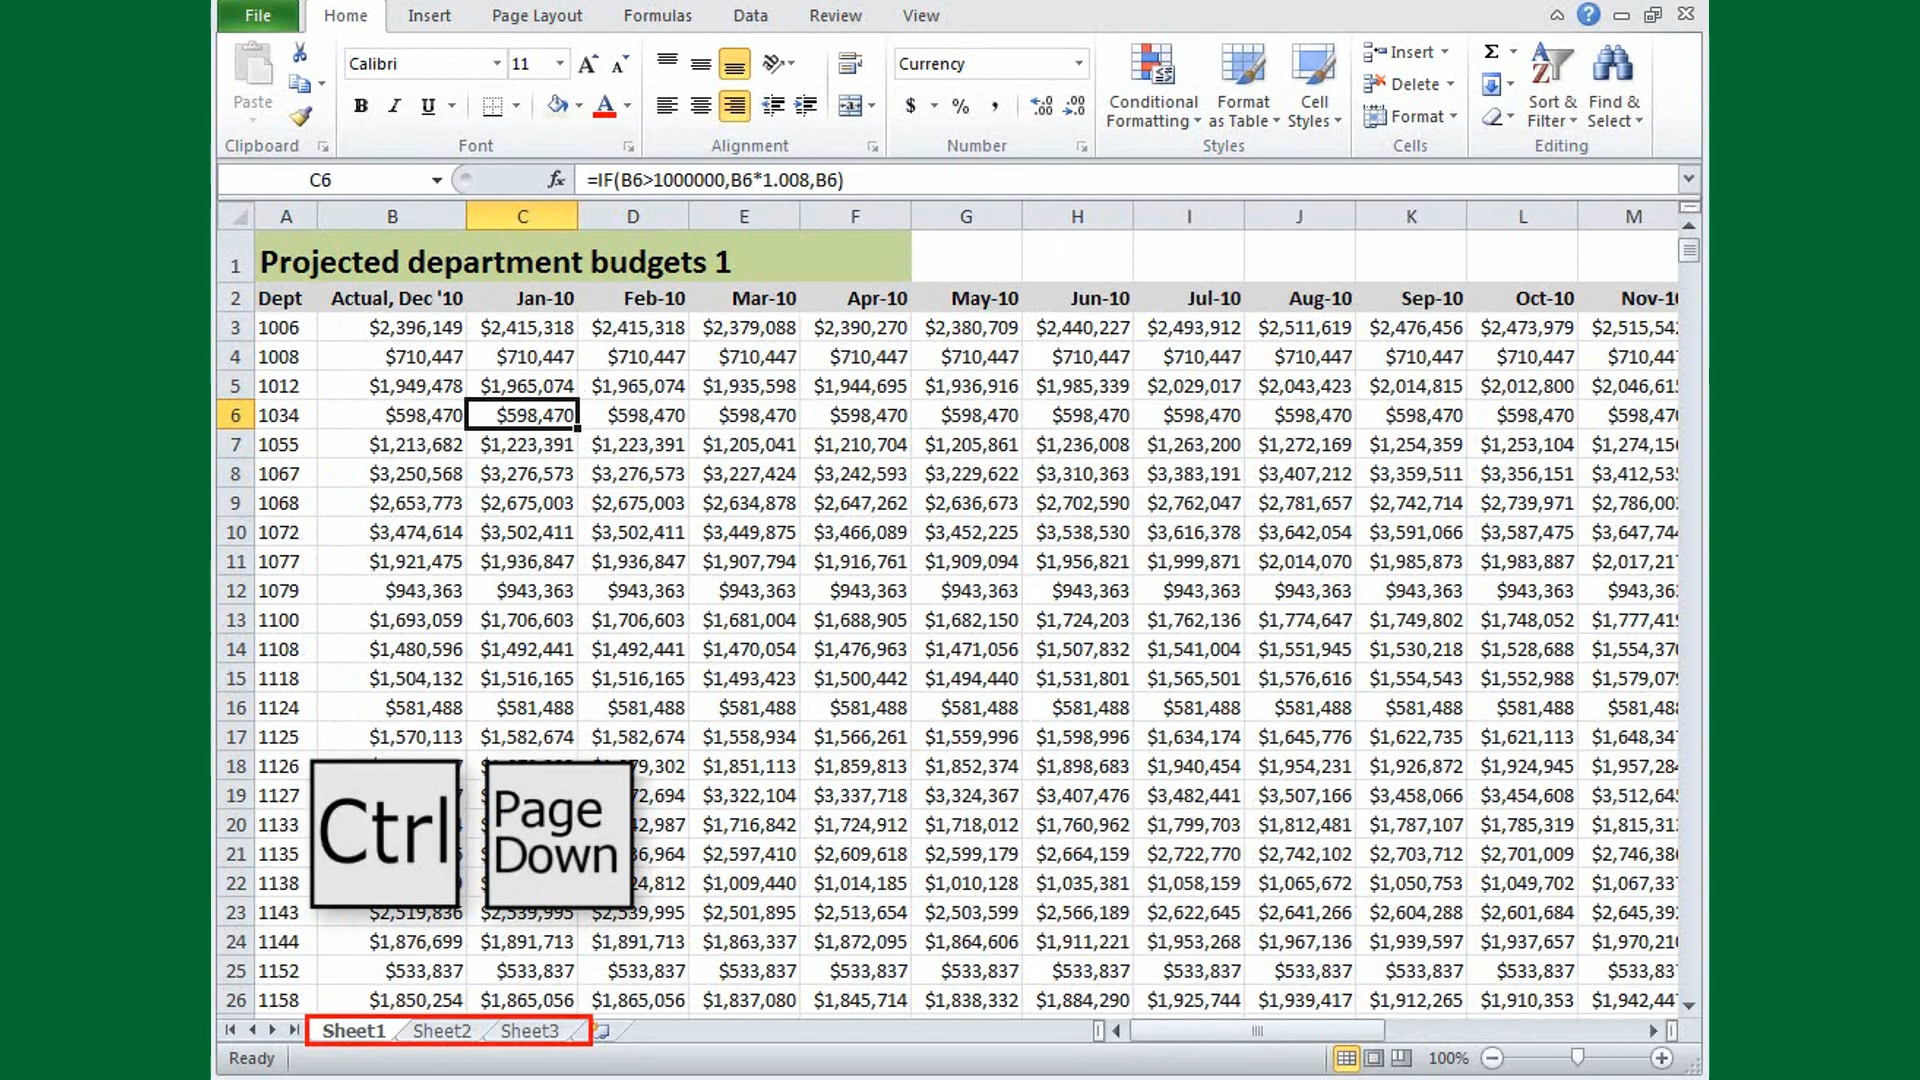 File Home Insert Page Layout Formulas Data Review View
Calibri 11 Currency Insert Σ
Paste B I U $ % , .00 .00 Conditional Formatting Format as Table Cell Styles Delete Format Sort & Filter Find & Select
Clipboard Font Alignment Number Styles Cells Editing
C6 fx =IF(B6>1000000,B6*1.008,B6)
A B C D E F G H I J K L M
1 Projected department budgets 1
2 Dept Actual, Dec '10 Jan-10 Feb-10 Mar-10 Apr-10 May-10 Jun-10 Jul-10 Aug-10 Sep-10 Oct-10
3 1006 $2,396,149 $2,415,318 $2,415,318 $2,379,088 $2,390,270 $2,380,709 $2,440,227 $2,493,912 $2,511,619 $2,476,456 $2,473,979
4 1008 $710,447 $710,447 $710,447 $710,447 $710,447 $710,447 $710,447 $710,447 $710,447 $710,447 $710,447
5 1012 $1,949,478 $1,965,074 $1,965,074 $1,935,598 $1,944,695 $1,936,916 $1,985,339 $2,029,017 $2,043,423 $2,014,815 $2,012,800
6 1034 $598,470 $598,470 $598,470 $598,470 $598,470 $598,470 $598,470 $598,470 $598,470 $598,470 $598,470
7 1055 $1,213,682 $1,223,391 $1,223,391 $1,205,041 $1,210,704 $1,205,861 $1,236,008 $1,263,200 $1,272,169 $1,254,359 $1,253,104
8 1067 $3,250,568 $3,276,573 $3,276,573 $3,227,424 $3,242,593 $3,229,622 $3,310,363 $3,383,191 $3,407,212 $3,359,511 $3,356,151
9 1068 $2,653,773 $2,675,003 $2,675,003 $2,634,878 $2,647,262 $2,636,673 $2,702,590 $2,762,047 $2,781,657 $2,742,714 $2,739,971
10 1072 $3,474,614 $3,502,411 $3,502,411 $3,449,875 $3,466,089 $3,452,225 $3,538,530 $3,616,378 $3,642,054 $3,591,066 $3,587,475
11 1077 $1,921,475 $1,936,847 $1,936,847 $1,907,794 $1,916,761 $1,909,094 $1,956,821 $1,999,871 $2,014,070 $1,985,873 $1,983,887
12 1079 $943,363 $943,363 $943,363 $943,363 $943,363 $943,363 $943,363 $943,363 $943,363 $943,363 $943,363
13 1100 $1,693,059 $1,706,603 $1,706,603 $1,681,004 $1,688,905 $1,682,150 $1,724,203 $1,762,136 $1,774,647 $1,749,802 $1,748,052
14 1108 $1,480,596 $1,492,441 $1,492,441 $1,470,054 $1,476,963 $1,471,056 $1,507,832 $1,541,004 $1,551,945 $1,530,218 $1,528,688
15 1118 $1,504,132 $1,516,165 $1,516,165 $1,493,423 $1,500,442 $1,494,440 $1,531,801 $1,565,501 $1,576,616 $1,554,543 $1,552,988
16 1124 $581,488 $581,488 $581,488 $581,488 $581,488 $581,488 $581,488 $581,488 $581,488 $581,488 $581,488
17 1125 $1,570,113 $1,582,674 $1,582,674 $1,558,934 $1,566,261 $1,559,996 $1,598,996 $1,634,174 $1,645,776 $1,622,735 $1,621,113
18 1126 $1,851,113 $1,859,813 $1,852,374 $1,898,683 $1,940,454 $1,954,231 $1,926,872 $1,924,945
19 1127 $3,322,104 $3,337,718 $3,324,367 $3,407,476 $3,482,441 $3,507,166 $3,458,066 $3,454,608
20 1133 $1,716,842 $1,724,912 $1,718,012 $1,760,962 $1,799,703 $1,812,481 $1,787,107 $1,785,319
21 1135 $2,597,410 $2,609,618 $2,599,179 $2,664,159 $2,722,770 $2,742,102 $2,703,712 $2,701,009
22 1138 $1,009,440 $1,014,185 $1,010,128 $1,035,381 $1,058,159 $1,065,672 $1,050,753 $1,049,702
Ctrl
Page
Down
23 1143 $2,519,836 $2,539,995 $2,539,995 $2,501,895 $2,513,654 $2,503,599 $2,566,189 $2,622,645 $2,641,266 $2,604,288 $2,601,684
24 1144 $1,876,699 $1,891,713 $1,891,713 $1,863,337 $1,872,095 $1,864,606 $1,911,221 $1,953,268 $1,967,136 $1,939,597 $1,937,657
25 1152 $533,837 $533,837 $533,837 $533,837 $533,837 $533,837 $533,837 $533,837 $533,837 $533,837 $533,837
26 1158 $1,850,254 $1,865,056 $1,865,056 $1,837,080 $1,845,714 $1,838,332 $1,884,290 $1,925,744 $1,939,417 $1,912,265 $1,910,353
Sheet1 Sheet2 Sheet3
Ready 100%